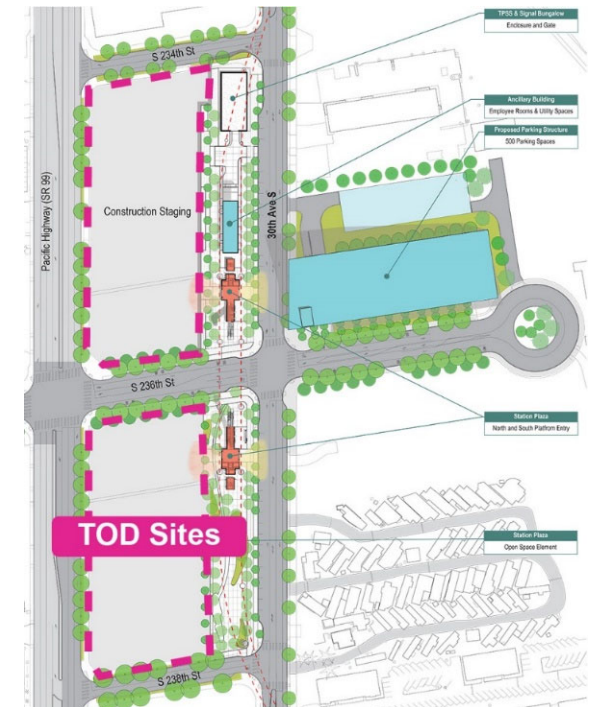 TPSS & Signal Bungalow
Enclosure and Gate
S 234th St
Ancillary Building
Employee Rooms & Utility Spaces
Proposed Parking Structure
500 Parking Spaces
Pacific Highway (SR 99)
Construction Staging
30th Ave S
S 236th St
Station Plaza
North and South Platfrom Entry
TOD Sites
Station Plaza
Open Space Element
S 238th St